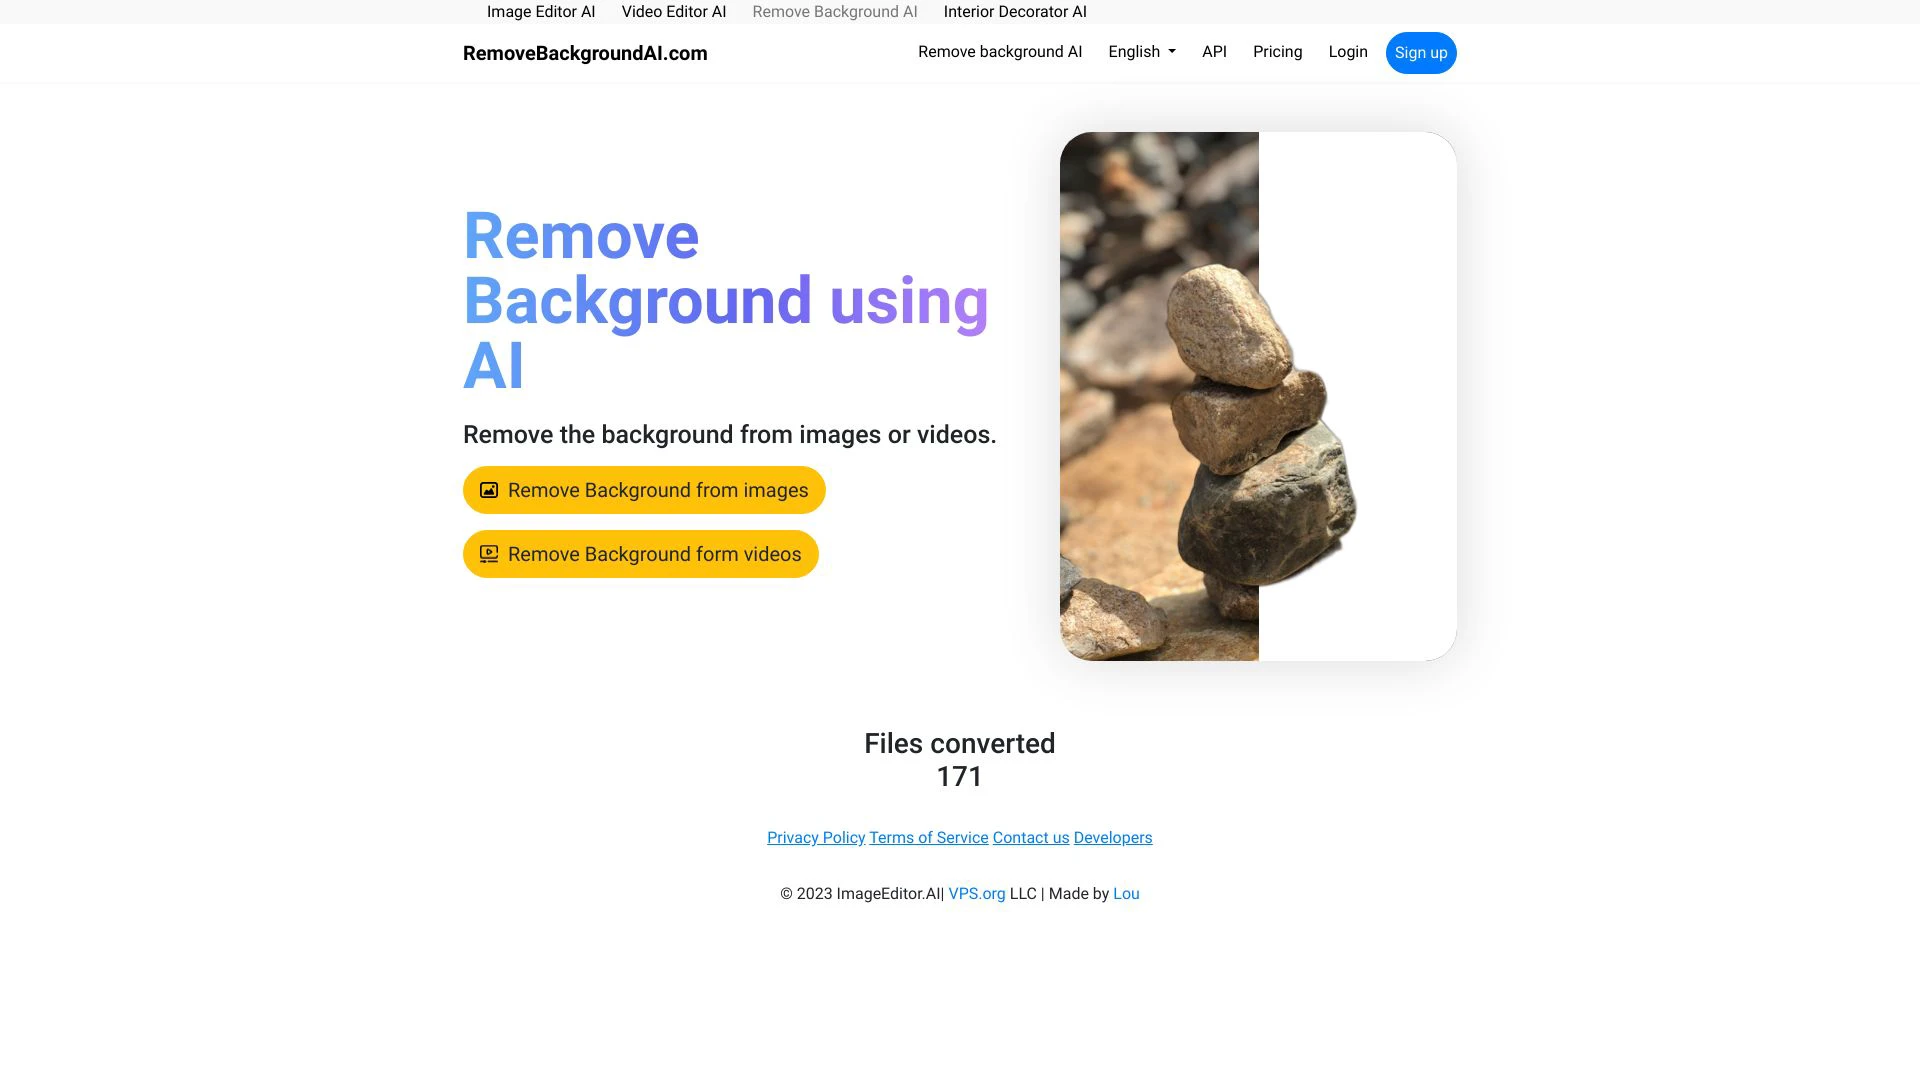 Image Editor AI Video Editor AI Remove Background AI Interior Decorator AI
RemoveBackgroundAI.com Remove background AI English API Pricing Login Sign up
Remove
Background using
AI
Remove the background from images or videos.
Remove Background from images
Remove Background form videos
Files converted
171
Privacy Policy Terms of Service Contact us Developers
© 2023 ImageEditor.AI| VPS.org LLC | Made by Lou